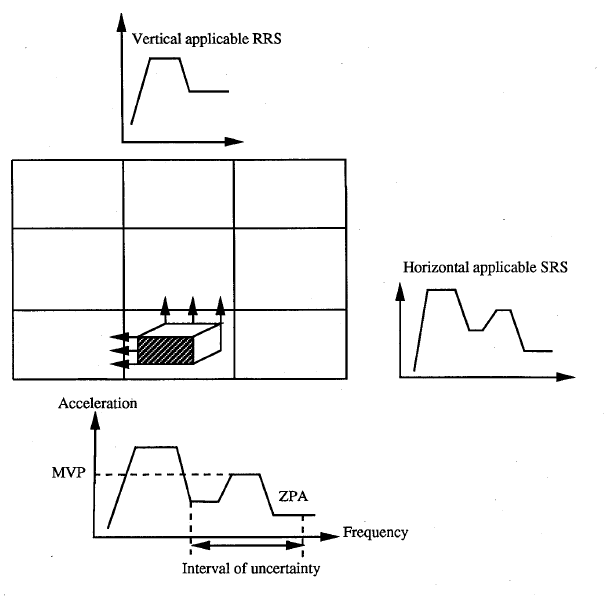 Vertical applicable RRS
Horizontal applicable SRS
Acceleration
MVP
ZPA
Frequency
Interval of uncertainty